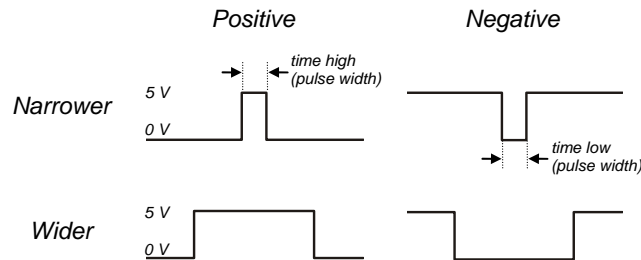 Positive
Negative
time high
(pulse width)
Narrower
5 V
0 V
time low
(pulse width)
Wider
5 V
0 V